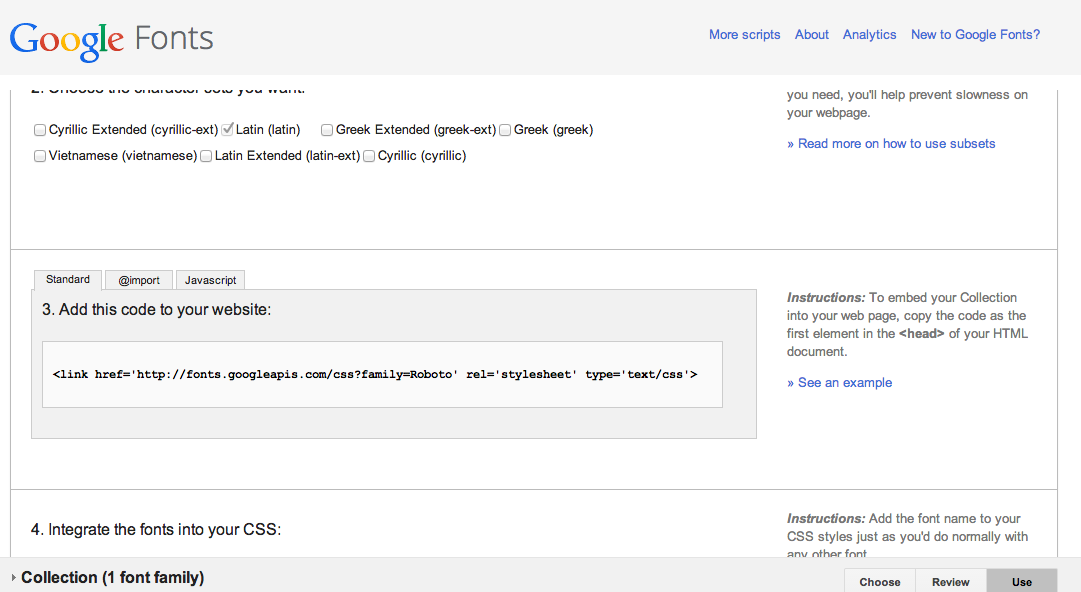 Google Fonts
More scripts About Analytics New to Google Fonts?
2. Choose the character sets you want:
Cyrillic Extended (cyrillic-ext) Latin (latin) Greek Extended (greek-ext) Greek (greek)
Vietnamese (vietnamese) Latin Extended (latin-ext) Cyrillic (cyrillic)
you need, you'll help prevent slowness on
your webpage.
» Read more on how to use subsets
Standard @import Javascript
3. Add this code to your website:
<link href='http://fonts.googleapis.com/css?family=Roboto' rel='stylesheet' type='text/css'>
Instructions: To embed your Collection
into your web page, copy the code as the
first element in the <head> of your HTML
document.
» See an example
4. Integrate the fonts into your CSS:
Instructions: Add the font name to your
CSS styles just as you'd do normally with
any other font.
Collection (1 font family)
Choose Review Use